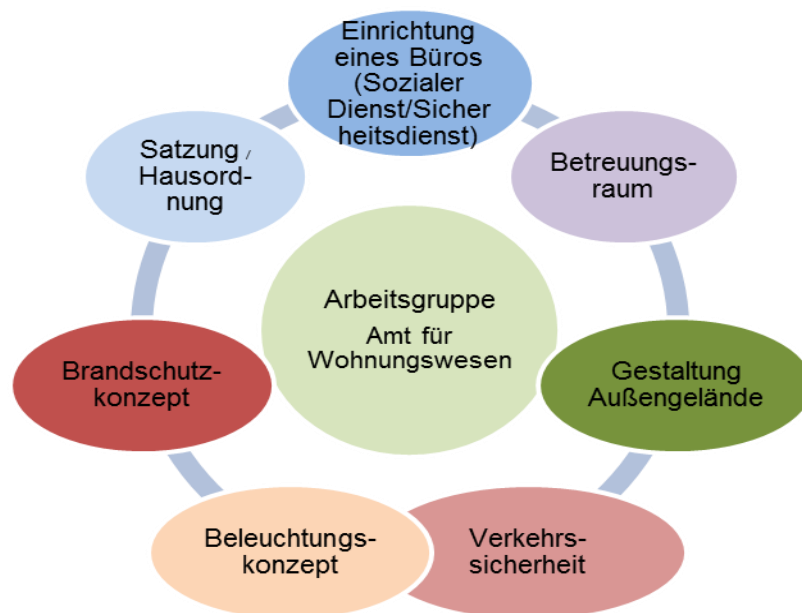 Einrichtung
eines Büros
(Sozialer
Dienst/Sicher
heitsdienst)
Betreuungs-
raum
Gestaltung
Außengelände
Verkehrs-
sicherheit
Beleuchtungs-
konzept
Brandschutz-
konzept
Satzung /
Hausord-
nung
Arbeitsgruppe
Amt für
Wohnungswesen